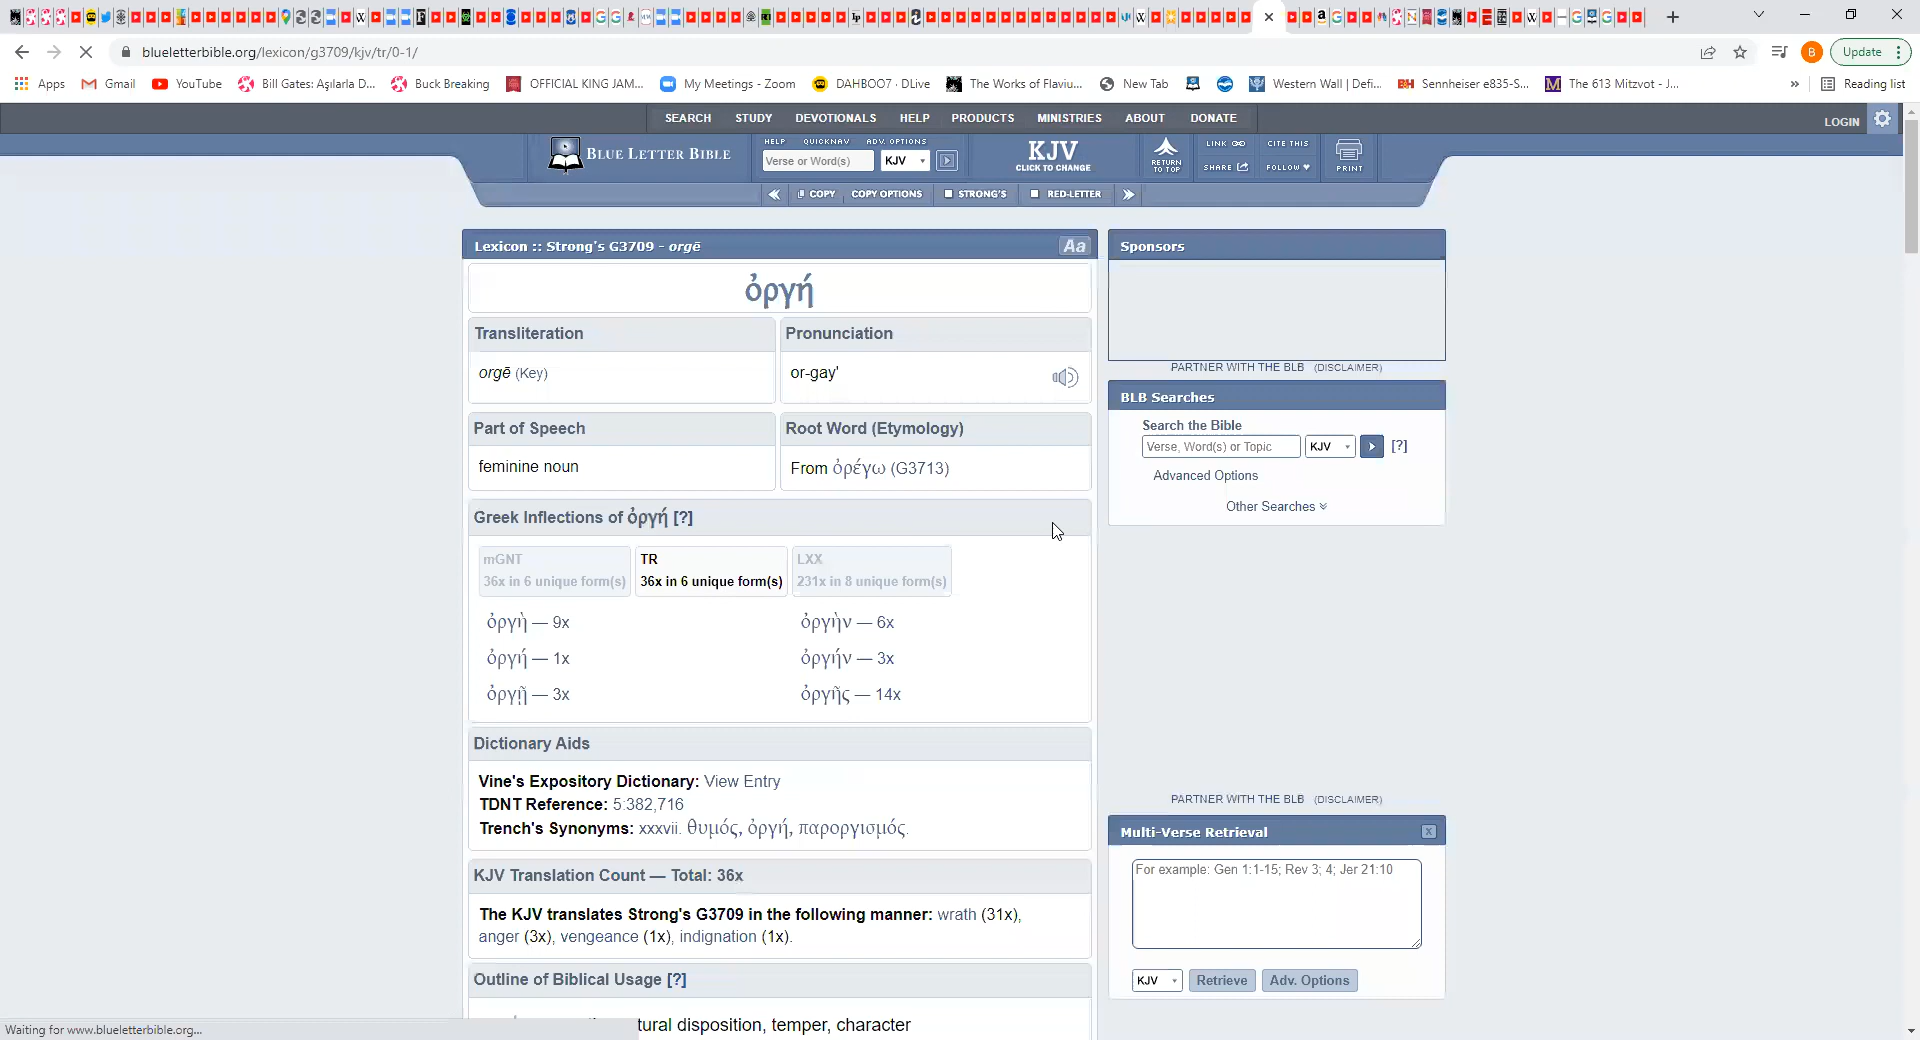 blueletterbible.org/lexicon/g3709/kjv/tr/0-1/
Update
Apps Gmail YouTube Bill Gates: Aşılarla D... Buck Breaking OFFICIAL KING JAM... My Meetings - Zoom DAHBOO7 · DLive The Works of Flaviu... New Tab Western Wall | Defi... Sennheiser e835-S... The 613 Mitzvot - J... » Reading list
SEARCH STUDY DEVOTIONALS HELP PRODUCTS MINISTRIES ABOUT DONATE
LOGIN
BLUE LETTER BIBLE
HELP QUICKNAV ADV. OPTIONS
Verse or Word(s) KJV
KJV
CLICK TO CHANGE
RETURN
TO TOP
LINK CITE THIS
SHARE FOLLOW PRINT
COPY COPY OPTIONS STRONG'S RED-LETTER
Lexicon :: Strong's G3709 - orgē Aa
ὀργή
Transliteration Pronunciation
orgē (Key) or-gay'
Part of Speech Root Word (Etymology)
feminine noun From ὀρέγω (G3713)
Greek Inflections of ὀργή [?]
mGNT TR LXX
36x in 6 unique form(s) 36x in 6 unique form(s) 231x in 8 unique form(s)
ὀργὴ — 9x ὀργὴν — 6x
ὀργή — 1x ὀργήν — 3x
ὀργῇ — 3x ὀργῆς — 14x
Dictionary Aids
Vine's Expository Dictionary: View Entry
TDNT Reference: 5:382,716
Trench's Synonyms: xxxvii. θυμός, ὀργή, παροργισμός.
KJV Translation Count — Total: 36x
The KJV translates Strong's G3709 in the following manner: wrath (31x),
anger (3x), vengeance (1x), indignation (1x).
Outline of Biblical Usage [?]
tural disposition, temper, character
Sponsors
PARTNER WITH THE BLB (DISCLAIMER)
BLB Searches
Search the Bible
Verse, Word(s) or Topic KJV [?]
Advanced Options
Other Searches
PARTNER WITH THE BLB (DISCLAIMER)
Multi-Verse Retrieval x
For example: Gen 1:1-15; Rev 3; 4; Jer 21:10
KJV Retrieve Adv. Options
Waiting for www.blueletterbible.org...